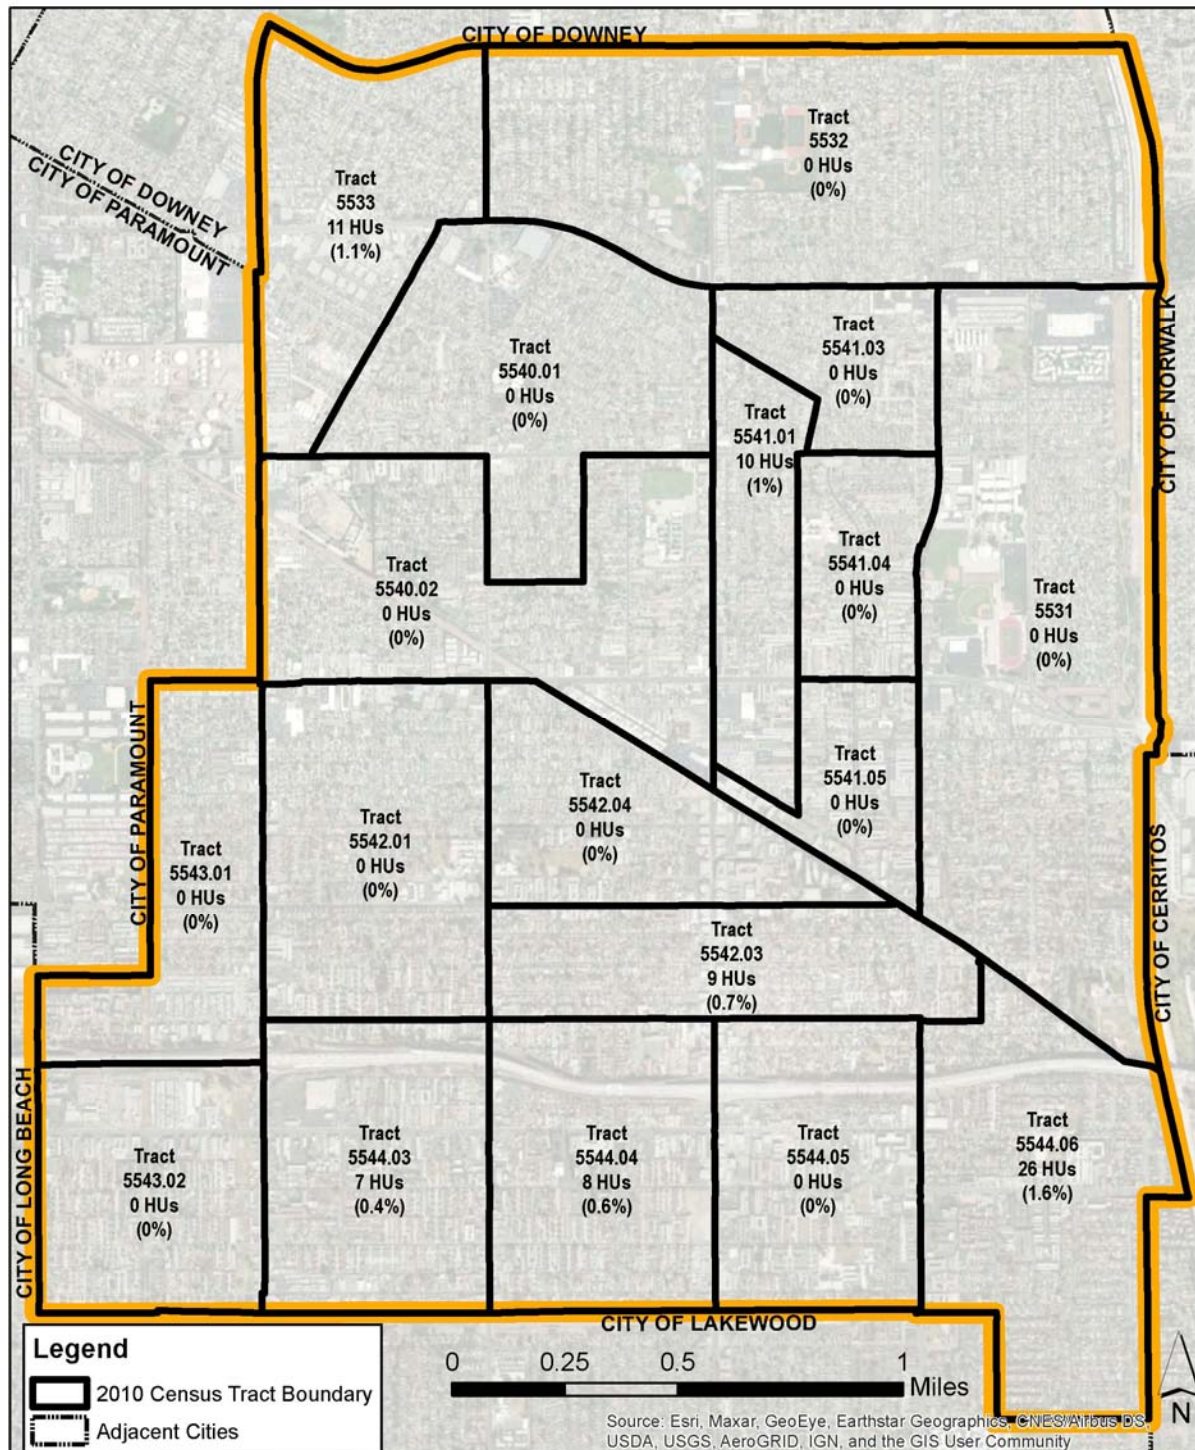 CITY OF DOWNEY
Tract
5532
0 HUs
(0%)
CITY OF DOWNEY
CITY OF PARAMOUNT
Tract
5533
11 HUs
(1.1%)
Tract
5540.01
0 HUs
(0%)
Tract
5541.03
0 HUs
(0%)
Tract
5541.01
10 HUs
(1%)
CITY OF NORWALK
Tract
5541.04
0 HUs
(0%)
Tract
5540.02
0 HUs
(0%)
Tract
5531
0 HUs
(0%)
CITY OF PARAMOUNT
Tract
5541.05
0 HUs
(0%)
Tract
5542.04
0 HUs
(0%)
Tract
5542.01
0 HUs
(0%)
Tract
5543.01
0 HUs
(0%)
CITY OF CERRITOS
Tract
5542.03
9 HUs
(0.7%)
CITY OF LONG BEACH
Tract
5543.02
0 HUs
(0%)
Tract
5544.03
7 HUs
(0.4%)
Tract
5544.04
8 HUs
(0.6%)
Tract
5544.05
0 HUs
(0%)
Tract
5544.06
26 HUs
(1.6%)
CITY OF LAKEWOOD
Legend
2010 Census Tract Boundary
Adjacent Cities
0 0.25 0.5 1
Miles
N
Source: Esri, Maxar, GeoEye, Earthstar Geographics, CNES/Airbus DS,
USDA, USGS, AeroGRID, IGN, and the GIS User Community